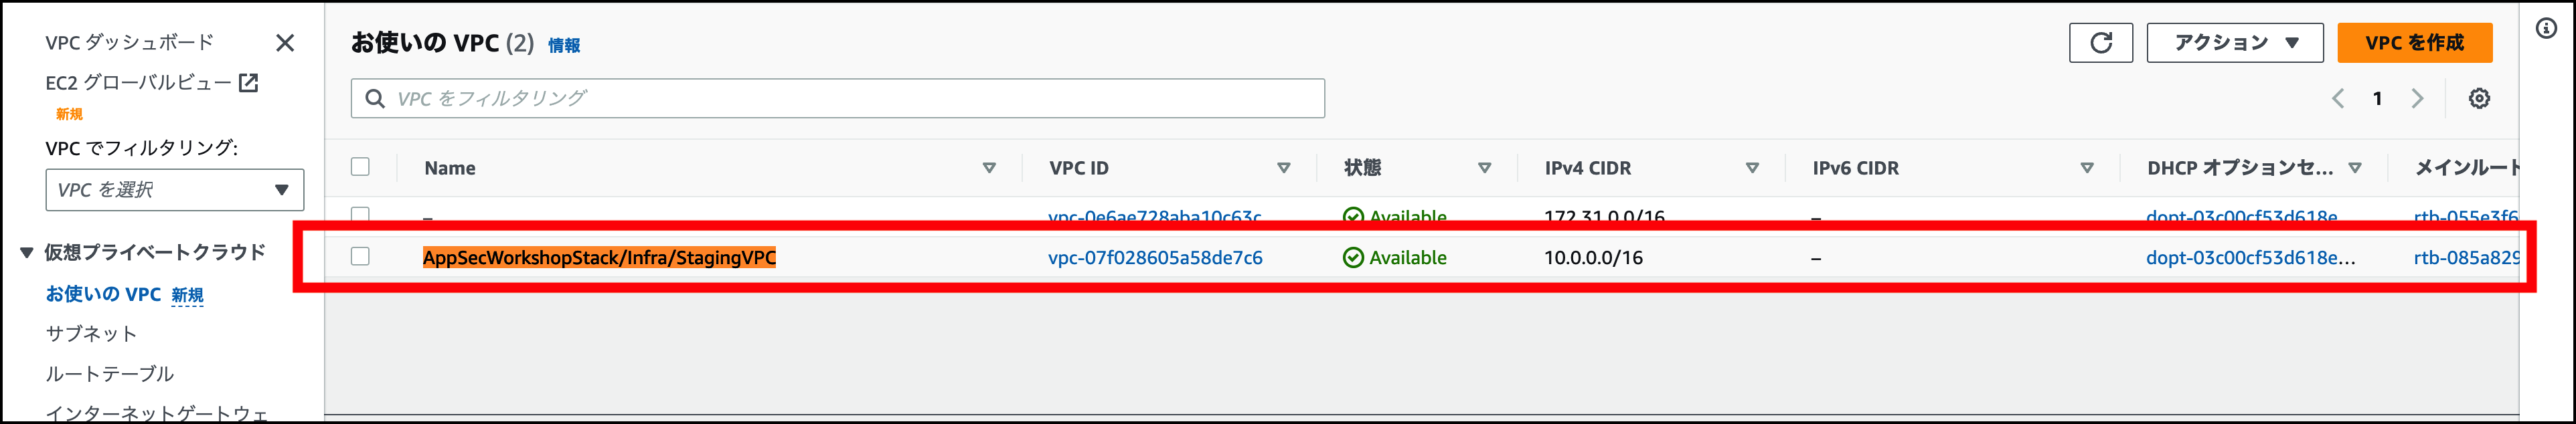 VPC ダッシュボード
EC2 グローバルビュー
新規
VPC でフィルタリング:
VPC を選択
仮想プライベートクラウド
お使いの VPC 新規
サブネット
ルートテーブル
インターネットゲートウェ
お使いの VPC (2) 情報
アクション
VPC を作成
VPC をフィルタリング
1
Name VPC ID 状態 IPv4 CIDR IPv6 CIDR DHCP オプションセ... メインルート
– vpc-0e6ae728aba10c63c Available 172.31.0.0/16 – dopt-03c00cf53d618e... rtb-055e3f6
AppSecWorkshopStack/Infra/StagingVPC vpc-07f028605a58de7c6 Available 10.0.0.0/16 – dopt-03c00cf53d618e... rtb-085a829